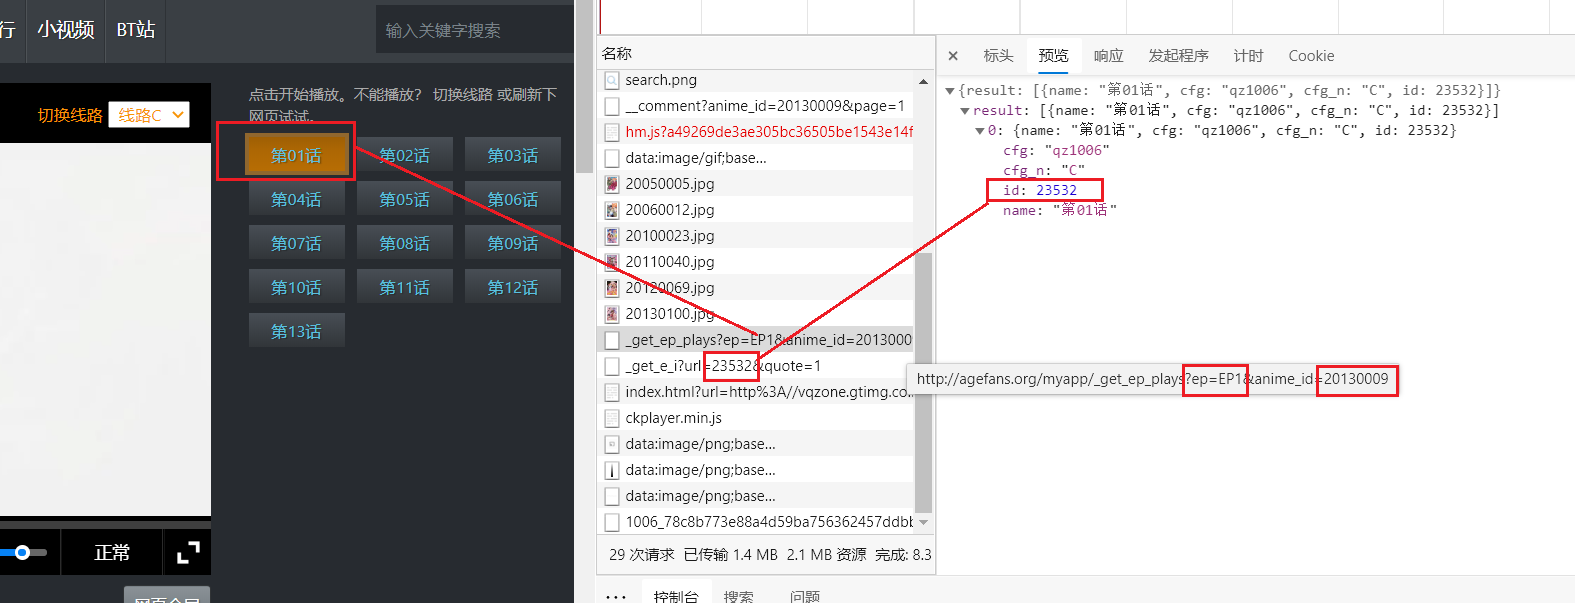 行 小视频 BT站 输入关键字搜索
切换线路 线路C
点击开始播放。不能播放? 切换线路 或刷新下
网页试试。
第01话 第02话 第03话
第04话 第05话 第06话
第07话 第08话 第09话
第10话 第11话 第12话
第13话
正常
网页全屏
名称
search.png
__comment?anime_id=20130009&page=1
hm.js?a49269de3ae305bc36505be1543e14f
data:image/gif;base...
20050005.jpg
20060012.jpg
20100023.jpg
20110040.jpg
20120069.jpg
20130100.jpg
_get_ep_plays?ep=EP1&anime_id=2013000
_get_e_i?url=23532&quote=1
index.html?url=http%3A//vqzone.gtimg.co...
ckplayer.min.js
data:image/png;base...
data:image/png;base...
data:image/png;base...
1006_78c8b773e88a4d59ba756362457ddbb
29 次请求 已传输 1.4 MB 2.1 MB 资源 完成: 8.3
× 标头 预览 响应 发起程序 计时 Cookie
▼{result: [{name: "第01话", cfg: "qz1006", cfg_n: "C", id: 23532}]}
▼result: [{name: "第01话", cfg: "qz1006", cfg_n: "C", id: 23532}]
▼0: {name: "第01话", cfg: "qz1006", cfg_n: "C", id: 23532}
cfg: "qz1006"
cfg_n: "C"
id: 23532
name: "第01话"
http://agefans.org/myapp/_get_ep_plays?ep=EP1&anime_id=20130009
... 控制台 搜索 问题